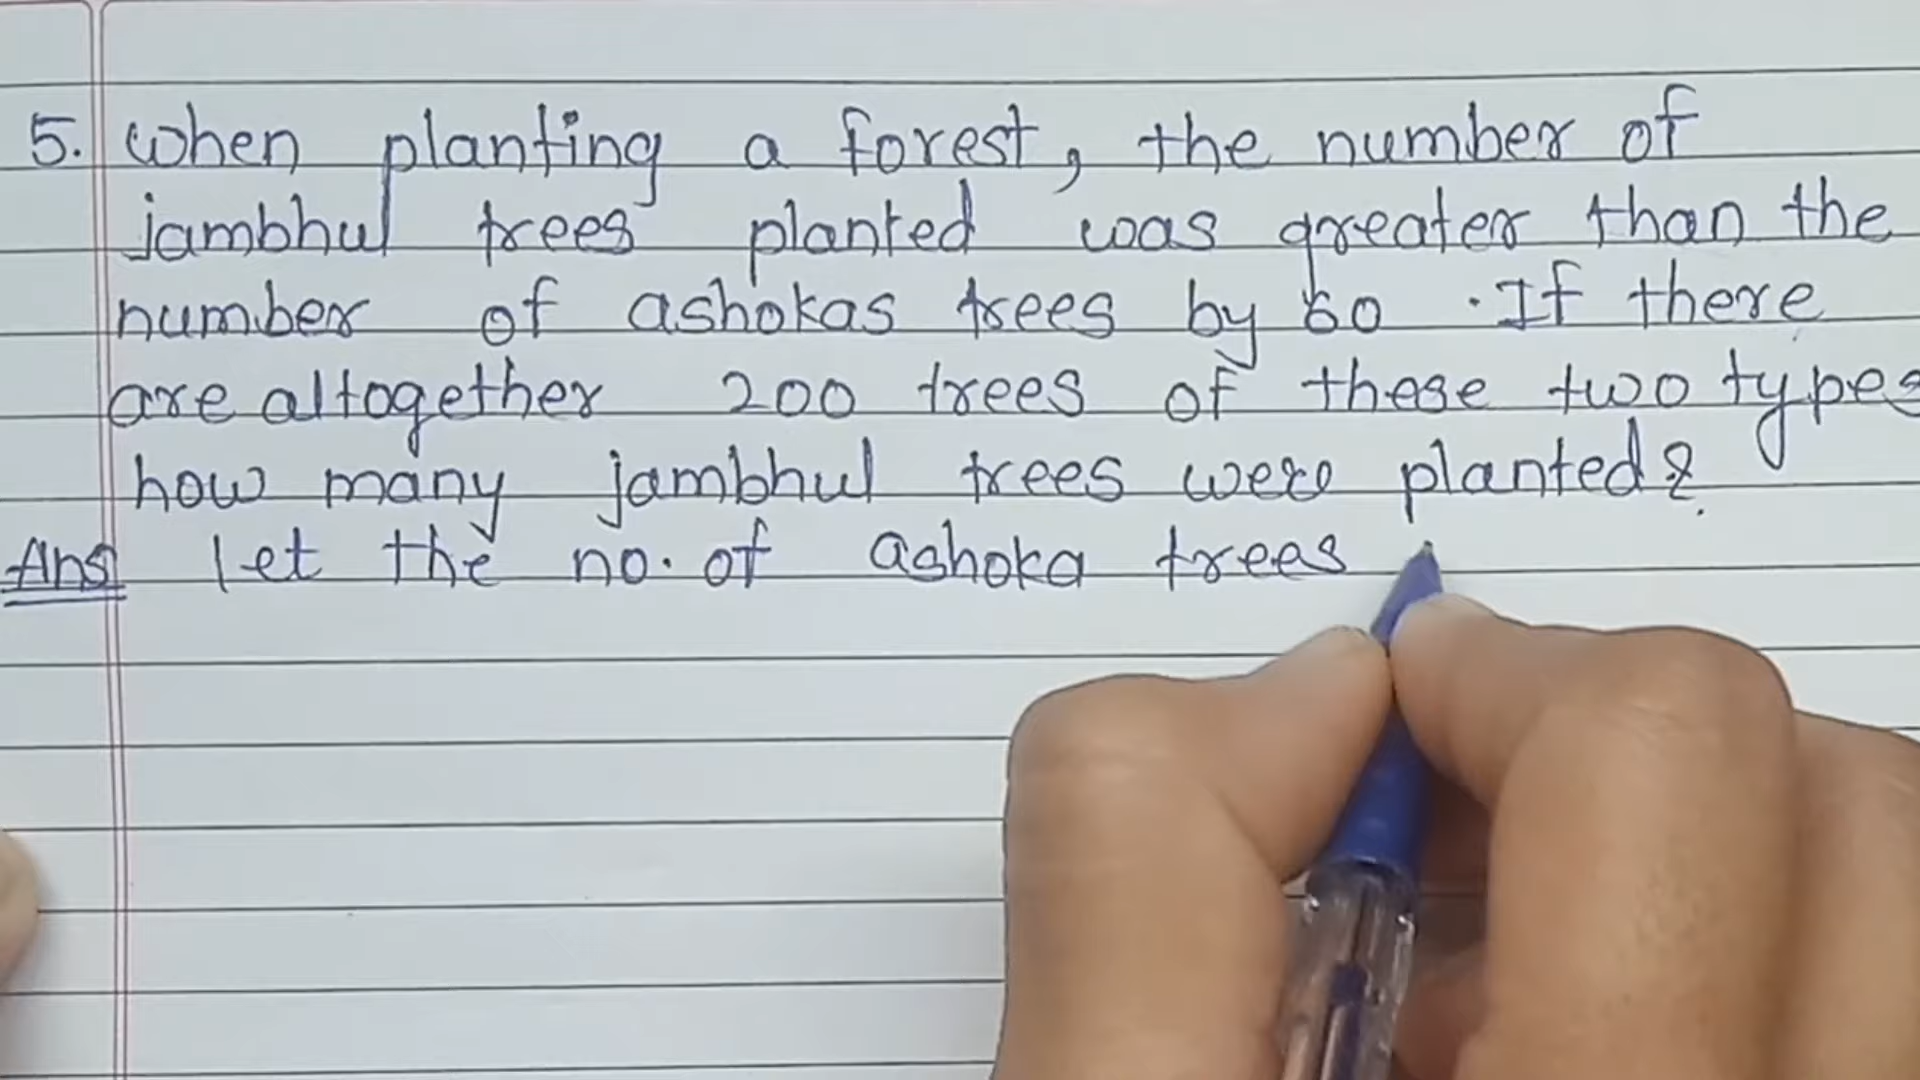 5. When planting a forest, the number of
jambhul trees planted was greater than the
number of ashokas trees by 60 . If there
are altogether 200 trees of these two types
how many jambhul trees were planted?
Ans let the no. of ashoka trees